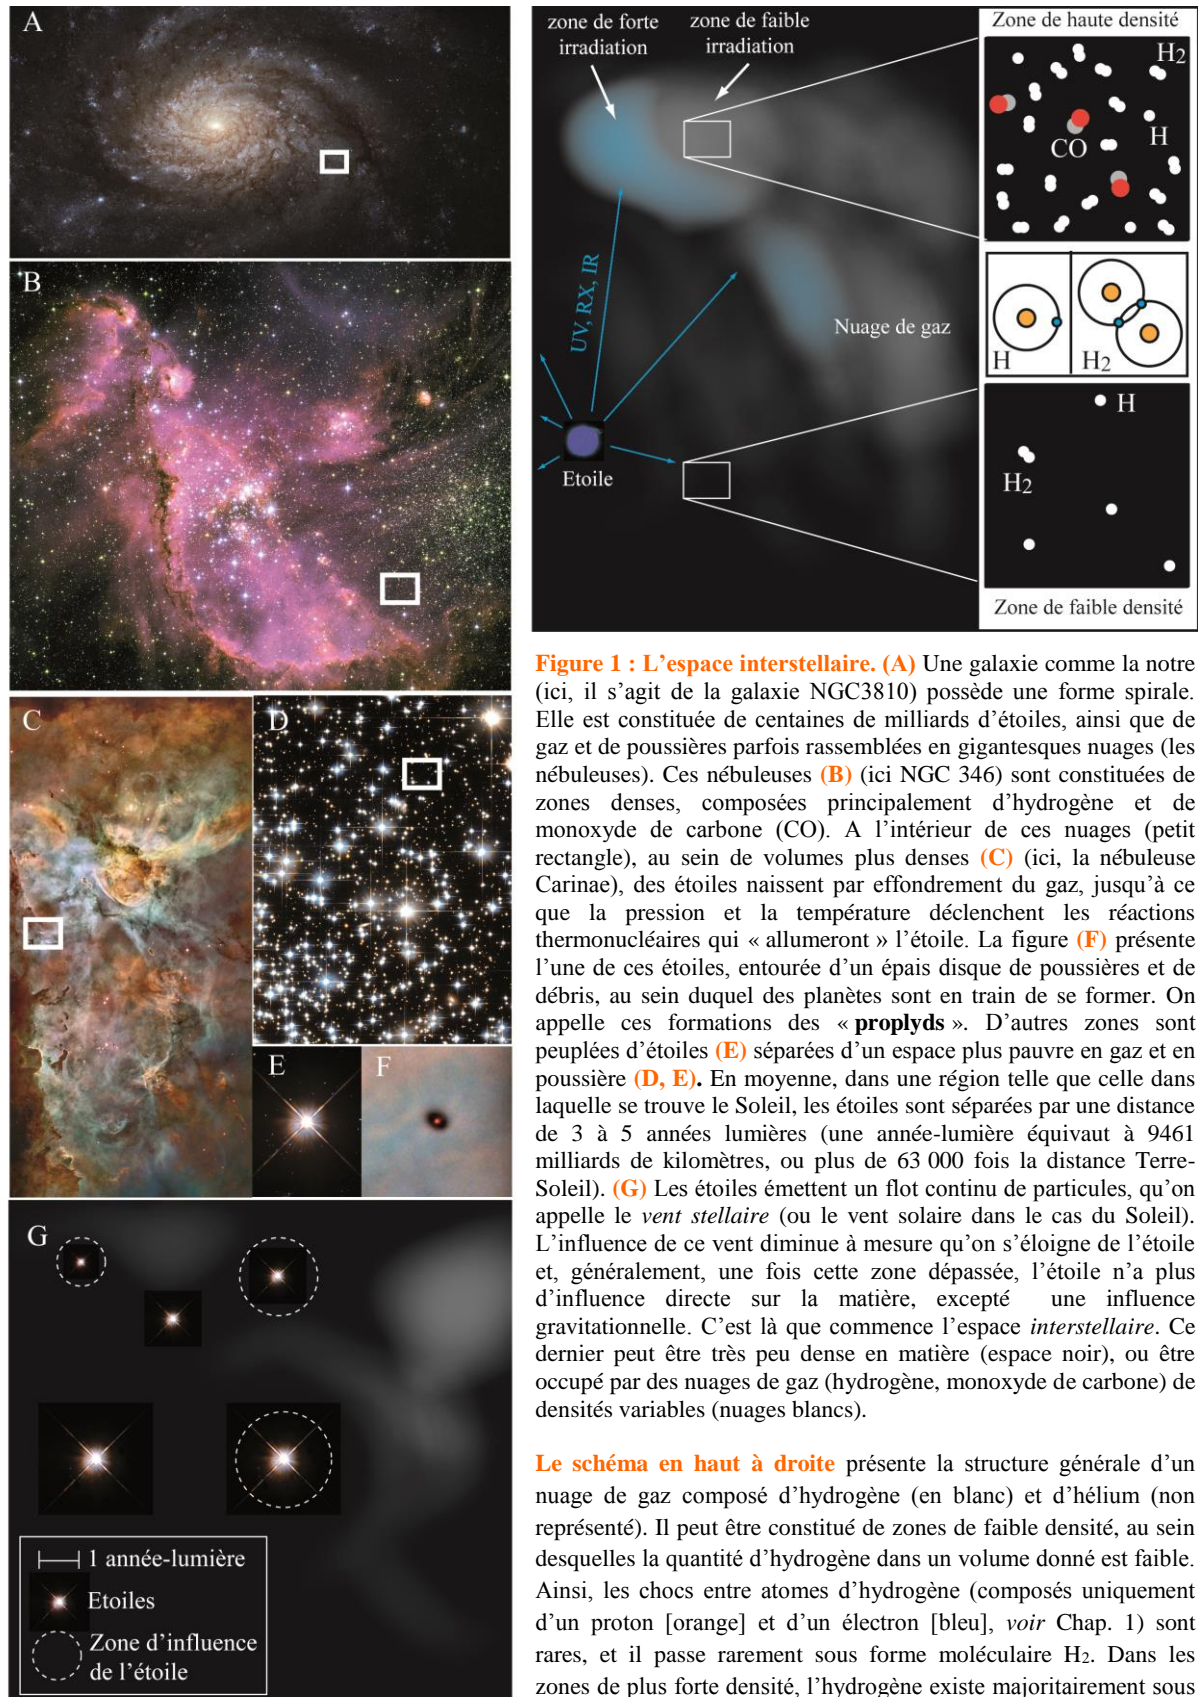 A
B
C
D
E
F
G
1 année-lumière
Etoiles
Zone d'influence
de l'étoile
zone de forte
irradiation
zone de faible
irradiation
UV, RX, IR
Nuage de gaz
Etoile
Zone de haute densité
H2
H
CO
H
H2
H
H2
Zone de faible densité
Figure 1 : L'espace interstellaire. (A) Une galaxie comme la notre
(ici, il s'agit de la galaxie NGC3810) possède une forme spirale.
Elle est constituée de centaines de milliards d'étoiles, ainsi que de
gaz et de poussières parfois rassemblées en gigantesques nuages (les
nébuleuses). Ces nébuleuses (B) (ici NGC 346) sont constituées de
zones denses, composées principalement d'hydrogène et de
monoxyde de carbone (CO). A l'intérieur de ces nuages (petit
rectangle), au sein de volumes plus denses (C) (ici, la nébuleuse
Carinae), des étoiles naissent par effondrement du gaz, jusqu'à ce
que la pression et la température déclenchent les réactions
thermonucléaires qui « allumeront » l'étoile. La figure (F) présente
l'une de ces étoiles, entourée d'un épais disque de poussières et de
débris, au sein duquel des planètes sont en train de se former. On
appelle ces formations des « proplyds ». D'autres zones sont
peuplées d'étoiles (E) séparées d'un espace plus pauvre en gaz et en
poussière (D, E). En moyenne, dans une région telle que celle dans
laquelle se trouve le Soleil, les étoiles sont séparées par une distance
de 3 à 5 années lumières (une année-lumière équivaut à 9461
milliards de kilomètres, ou plus de 63 000 fois la distance Terre-
Soleil). (G) Les étoiles émettent un flot continu de particules, qu'on
appelle le vent stellaire (ou le vent solaire dans le cas du Soleil).
L'influence de ce vent diminue à mesure qu'on s'éloigne de l'étoile
et, généralement, une fois cette zone dépassée, l'étoile n'a plus
d'influence directe sur la matière, excepté une influence
gravitationnelle. C'est là que commence l'espace interstellaire. Ce
dernier peut être très peu dense en matière (espace noir), ou être
occupé par des nuages de gaz (hydrogène, monoxyde de carbone) de
densités variables (nuages blancs).
Le schéma en haut à droite présente la structure générale d'un
nuage de gaz composé d'hydrogène (en blanc) et d'hélium (non
représenté). Il peut être constitué de zones de faible densité, au sein
desquelles la quantité d'hydrogène dans un volume donné est faible.
Ainsi, les chocs entre atomes d'hydrogène (composés uniquement
d'un proton [orange] et d'un électron [bleu], voir Chap. 1) sont
rares, et il passe rarement sous forme moléculaire H2. Dans les
zones de plus forte densité, l'hydrogène existe majoritairement sous